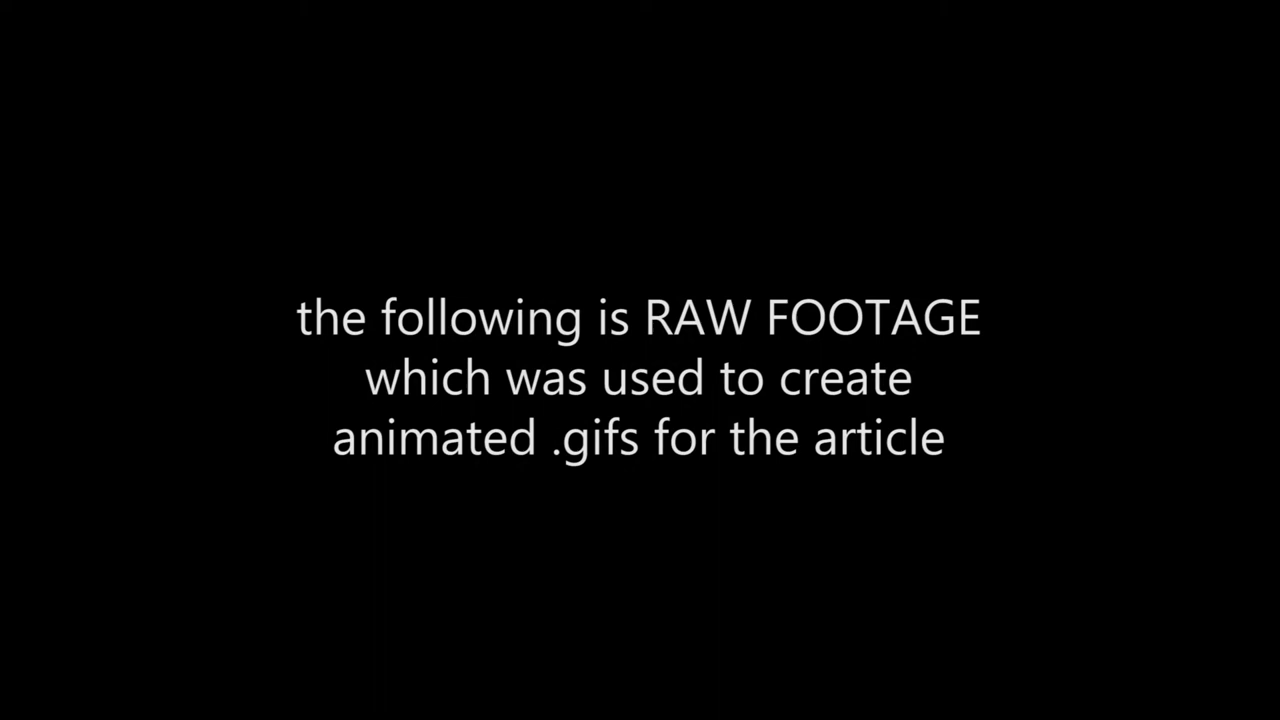 the following is RAW FOOTAGE
which was used to create
animated .gifs for the article